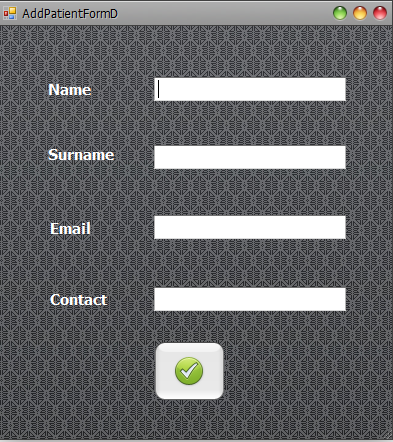 AddPatientFormD
Name
Surname
Email
Contact